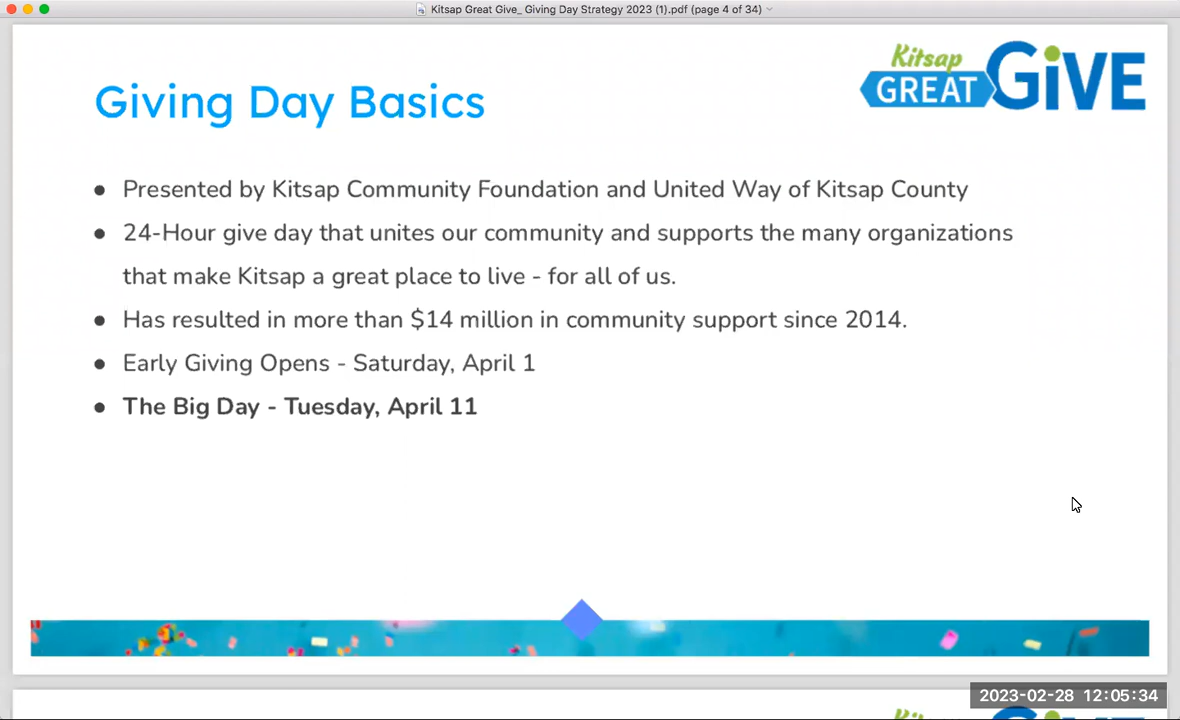 Kitsap Great Give_ Giving Day Strategy 2023 (1).pdf (page 4 of 34)
Kitsap
GREAT GIVE
Giving Day Basics
● Presented by Kitsap Community Foundation and United Way of Kitsap County
● 24-Hour give day that unites our community and supports the many organizations
that make Kitsap a great place to live - for all of us.
● Has resulted in more than $14 million in community support since 2014.
● Early Giving Opens - Saturday, April 1
● The Big Day - Tuesday, April 11
2023-02-28 12:05:34